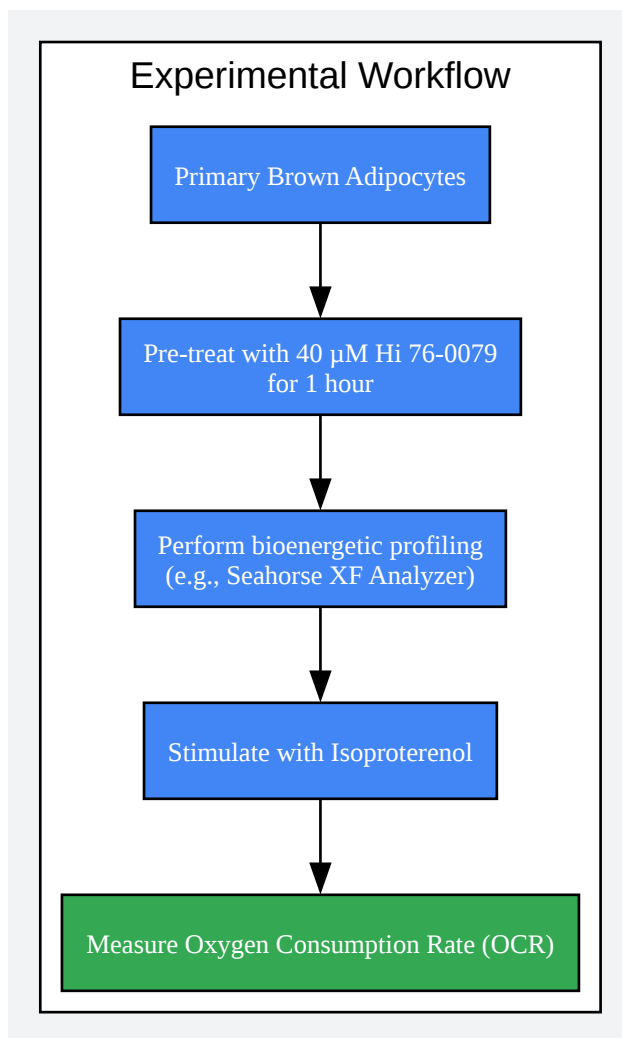 Experimental Workflow
Primary Brown Adipocytes
Pre-treat with 40 µM Hi 76-0079
for 1 hour
Perform bioenergetic profiling
(e.g., Seahorse XF Analyzer)
Stimulate with Isoproterenol
Measure Oxygen Consumption Rate (OCR)